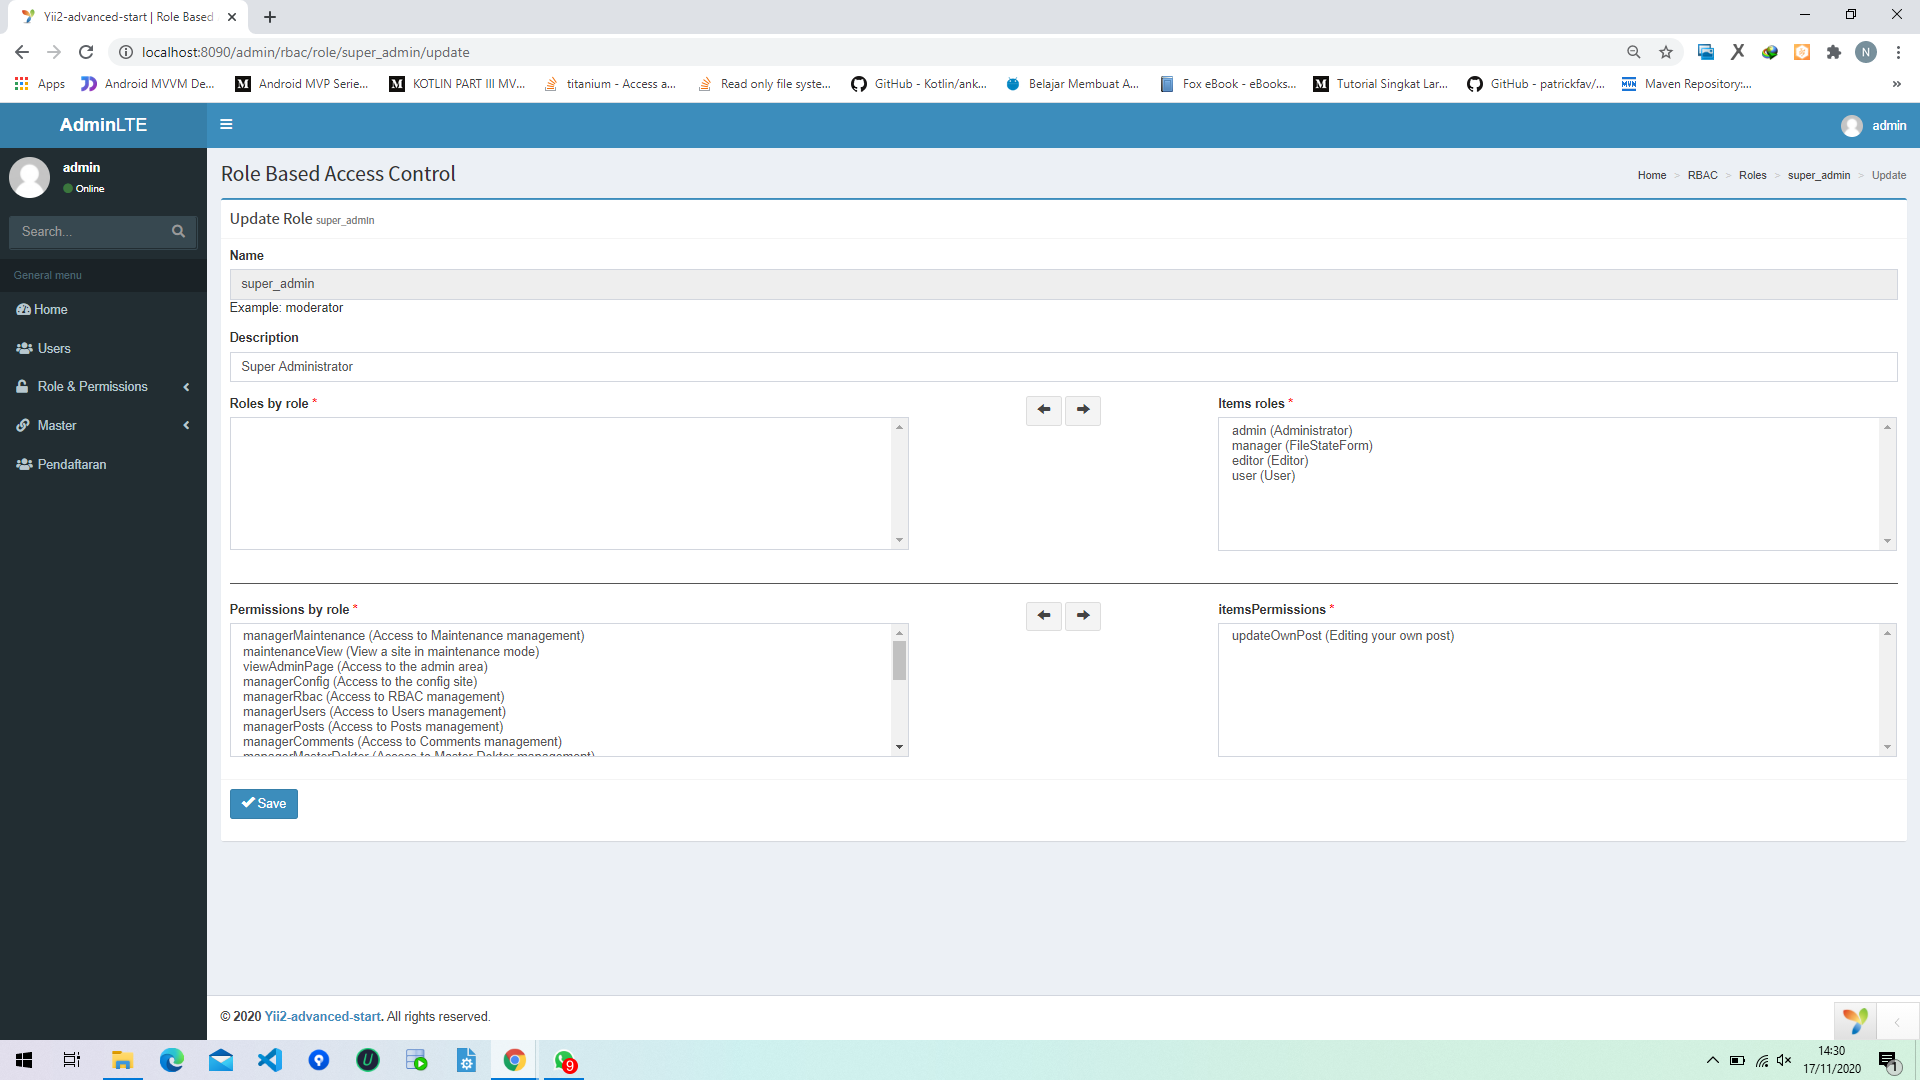 Yii2-advanced-start | Role Based
localhost:8090/admin/rbac/role/super_admin/update
N
Apps
Android MVVM De...
Android MVP Serie...
KOTLIN PART III MV...
titanium - Access a...
Read only file syste...
GitHub - Kotlin/ank...
Belajar Membuat A...
Fox eBook - eBooks...
Tutorial Singkat Lar...
GitHub - patrickfav/...
Maven Repository:...
»
AdminLTE
admin
admin
Online
Search...
General menu
Home
Users
Role & Permissions
Master
Pendaftaran
Role Based Access Control
Home > RBAC > Roles > super_admin > Update
Update Role super_admin
Name
super_admin
Example: moderator
Description
Super Administrator
Roles by role *
Items roles *
admin (Administrator)
manager (FileStateForm)
editor (Editor)
user (User)
Permissions by role *
managerMaintenance (Access to Maintenance management)
maintenanceView (View a site in maintenance mode)
viewAdminPage (Access to the admin area)
managerConfig (Access to the config site)
managerRbac (Access to RBAC management)
managerUsers (Access to Users management)
managerPosts (Access to Posts management)
managerComments (Access to Comments management)
managerMasterDokter (Access to Master Dokter management)
itemsPermissions *
updateOwnPost (Editing your own post)
Save
© 2020 Yii2-advanced-start. All rights reserved.
9
14:30
17/11/2020
1